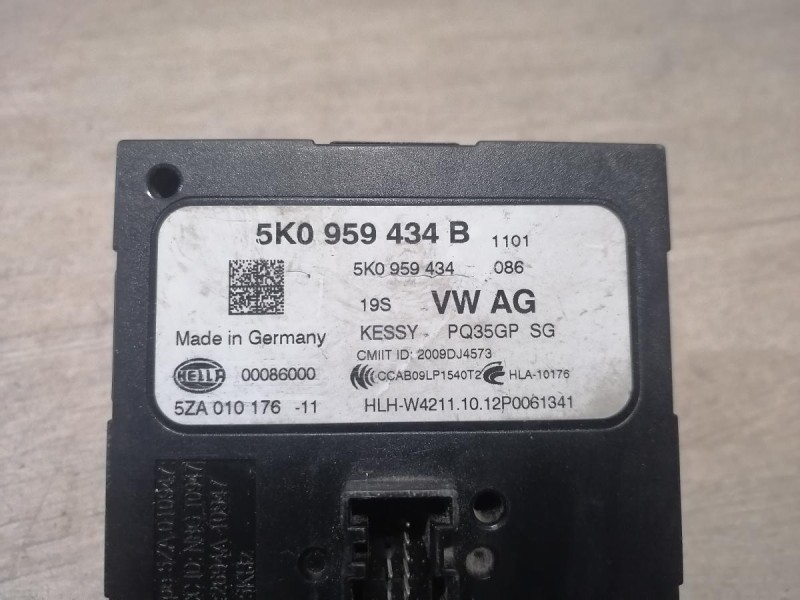 5K0 959 434 B 1101
5K0 959 434 086
19S VW AG
Made in Germany KESSY - PQ35GP SG
CMIIT ID: 2009DJ4573
HELLA 00086000 CCAB09LP1540T2 HLA-10176
5ZA 010 176 -11 HLH-W4211.10.12P0061341